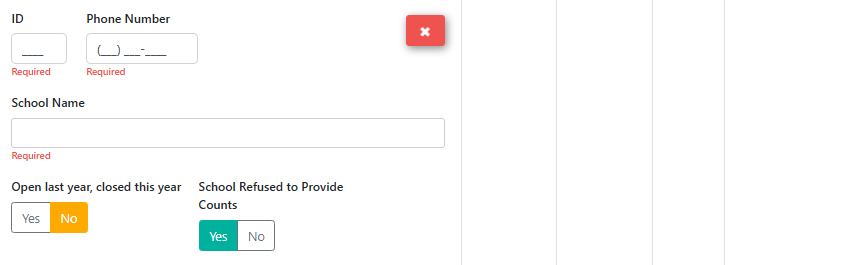 ID Phone Number
____ (___) ___-____
✖
Required Required
School Name
Required
Open last year, closed this year School Refused to Provide
Counts
Yes No
Yes No